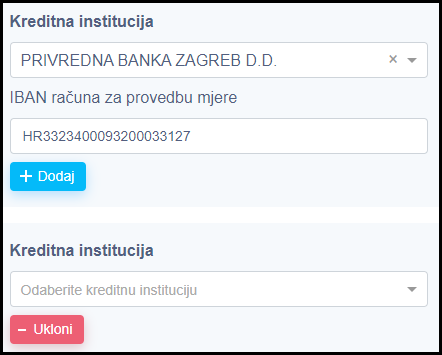 Kreditna institucija
PRIVREDNA BANKA ZAGREB D.D.
IBAN računa za provedbu mjere
HR3323400093200033127
Dodaj
Kreditna institucija
Odaberite kreditnu instituciju
Ukloni